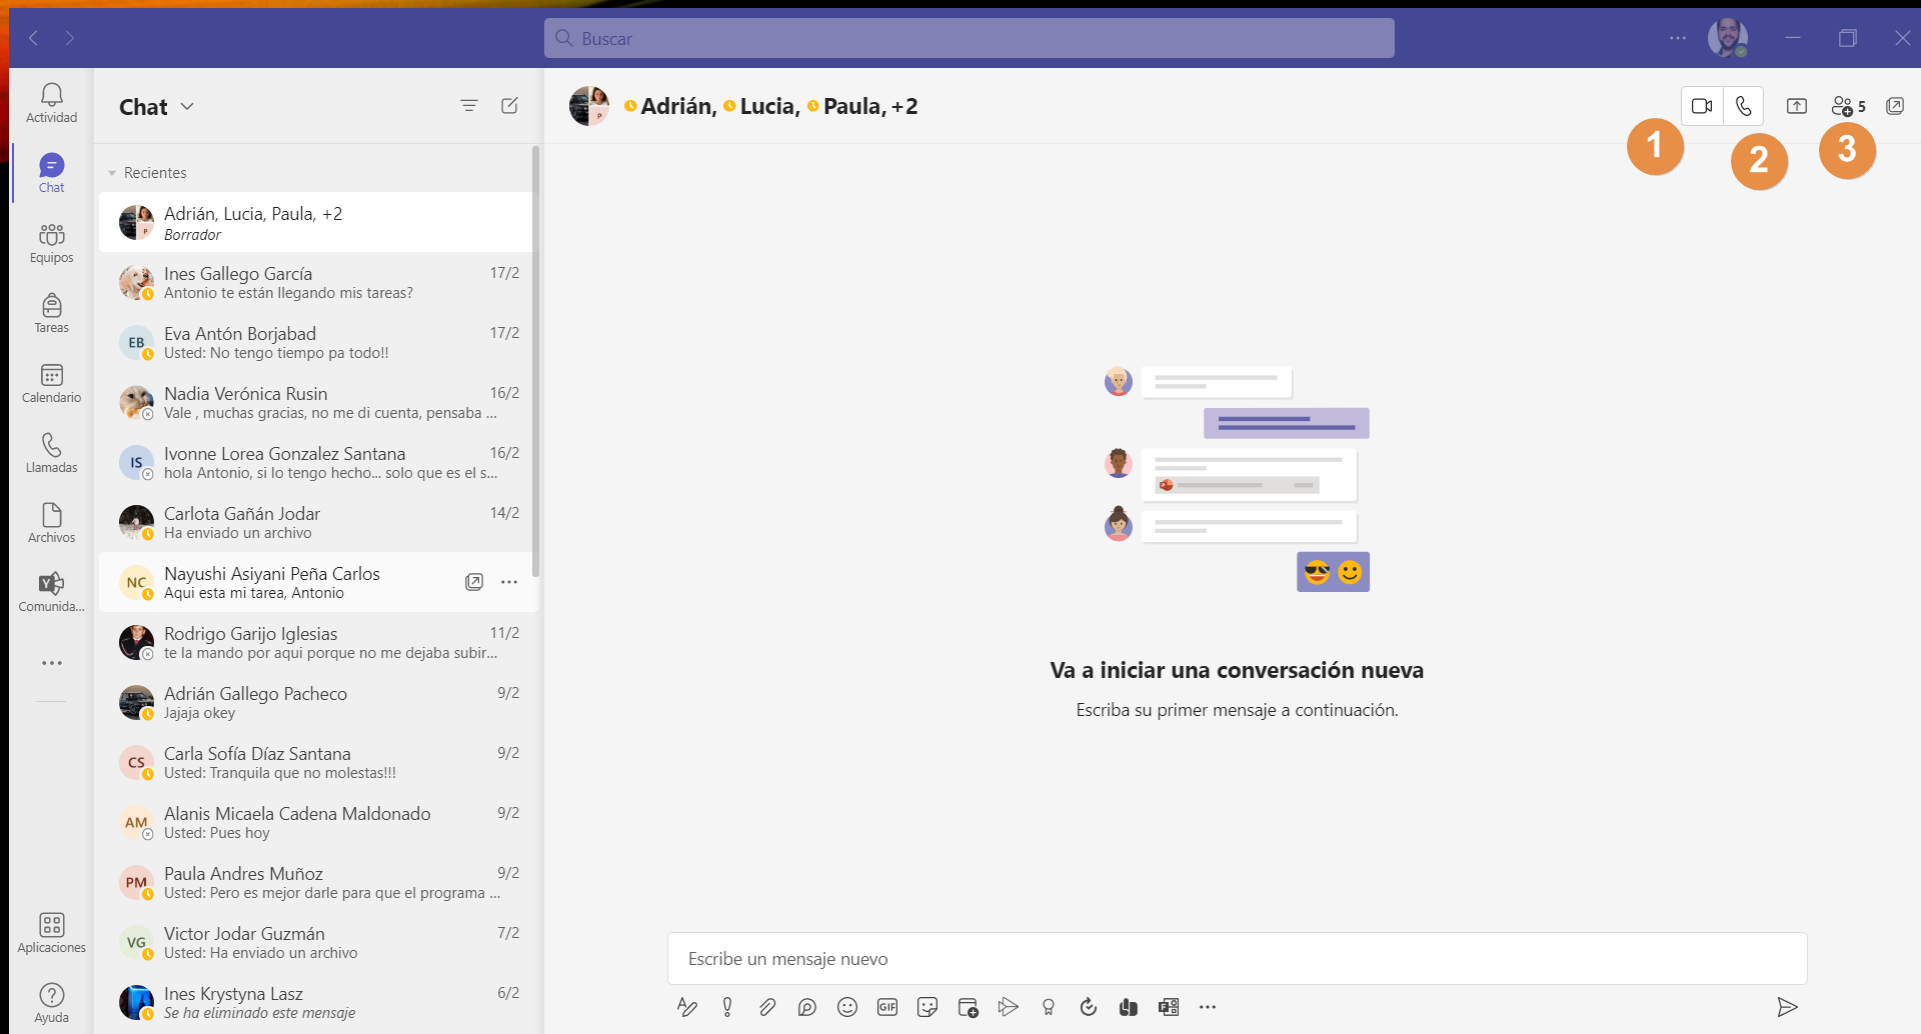 Buscar
Actividad
Chat
Equipos
Tareas
Calendario
Llamadas
Archivos
Comunida...
Aplicaciones
Ayuda
Chat
Recientes
Adrián, Lucia, Paula, +2
Borrador
Ines Gallego García 17/2
Antonio te están llegando mis tareas?
EB Eva Antón Borjabad 17/2
Usted: No tengo tiempo pa todo!!
Nadia Verónica Rusin 16/2
Vale , muchas gracias, no me di cuenta, pensaba ...
IS Ivonne Lorea Gonzalez Santana 16/2
hola Antonio, si lo tengo hecho... solo que es el s...
Carlota Gañán Jodar 14/2
Ha enviado un archivo
NC Nayushi Asiyani Peña Carlos
Aqui esta mi tarea, Antonio
Rodrigo Garijo Iglesias 11/2
te la mando por aqui porque no me dejaba subir...
Adrián Gallego Pacheco 9/2
Jajaja okey
CS Carla Sofía Díaz Santana 9/2
Usted: Tranquila que no molestas!!!
AM Alanis Micaela Cadena Maldonado 9/2
Usted: Pues hoy
PM Paula Andres Muñoz 9/2
Usted: Pero es mejor darle para que el programa ...
VG Victor Jodar Guzmán 7/2
Usted: Ha enviado un archivo
Ines Krystyna Lasz 6/2
Se ha eliminado este mensaje
Adrián, Lucia, Paula, +2
5
1
2
3
Va a iniciar una conversación nueva
Escriba su primer mensaje a continuación.
Escribe un mensaje nuevo
GIF